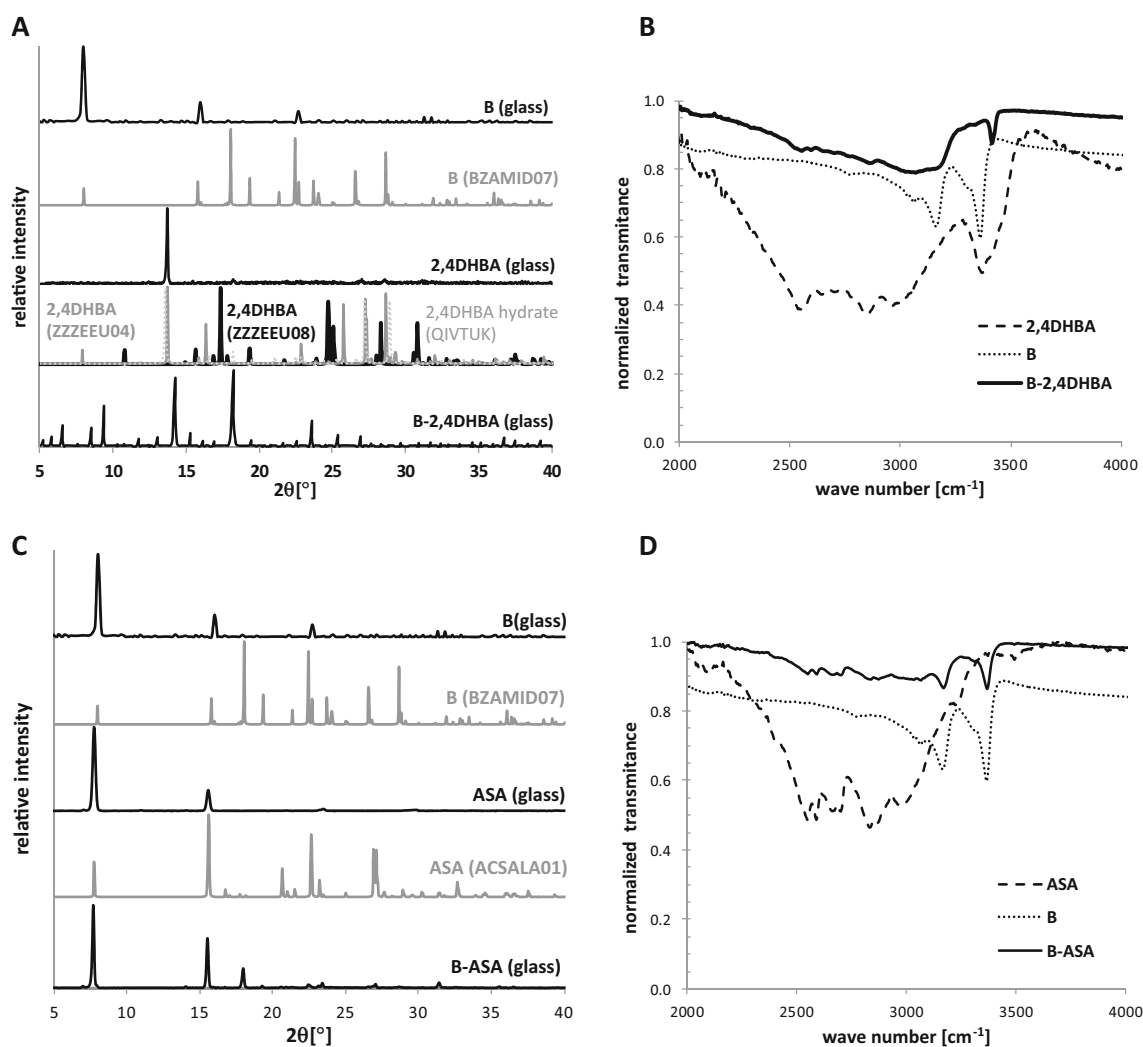 A
B (glass)
B (BZAMID07)
2,4DHBA (glass)
2,4DHBA
(ZZZEEU04)
2,4DHBA
(ZZZEEU08)
2,4DHBA hydrate
(QIVTUK)
B-2,4DHBA (glass)
relative intensity
5 10 15 20 25 30 35 40
2θ[°]
B
1.0
0.8
0.6
0.4
0.2
0.0
normalized transmitance
2,4DHBA
B
B-2,4DHBA
2000 2500 3000 3500 4000
wave number [cm-1]
C
B(glass)
B (BZAMID07)
ASA (glass)
ASA (ACSALA01)
B-ASA (glass)
relative intensity
5 10 15 20 25 30 35 40
2θ[°]
D
1.0
0.8
0.6
0.4
0.2
0.0
normalized transmitance
ASA
B
B-ASA
2000 2500 3000 3500 4000
wave number [cm-1]